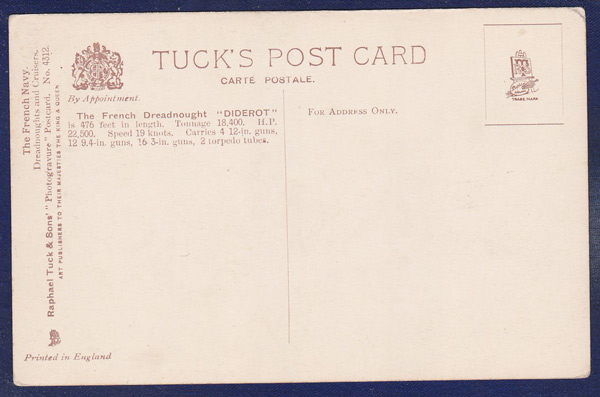 TUCK'S POST CARD
CARTE POSTALE.
By Appointment.
TRADE MARK
The French Dreadnought "DIDEROT"
is 476 feet in length. Tonnage 18,400. H.P.
22,500. Speed 19 knots. Carries 4 12-in. guns,
12 9.4-in. guns, 16 3-in. guns, 2 torpedo tubes.
For Address Only.
The French Navy.
Dreadnoughts and Cruisers.
Raphael Tuck & Sons' "Photogravure" Postcard. No. 4312.
ART PUBLISHERS TO THEIR MAJESTIES THE KING & QUEEN
Printed in England